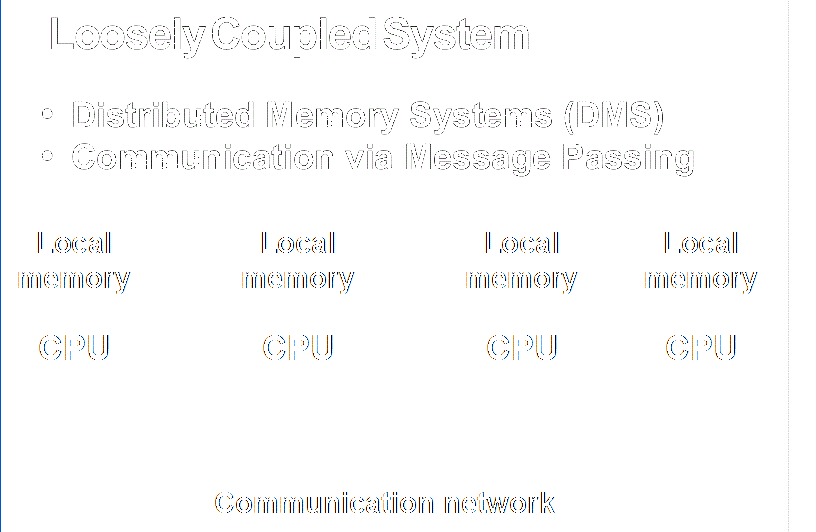 Loosely Coupled System
• Distributed Memory Systems (DMS)
• Communication via Message Passing
Local memory
Local memory
Local memory
Local memory
CPU CPU CPU CPU
Communication network